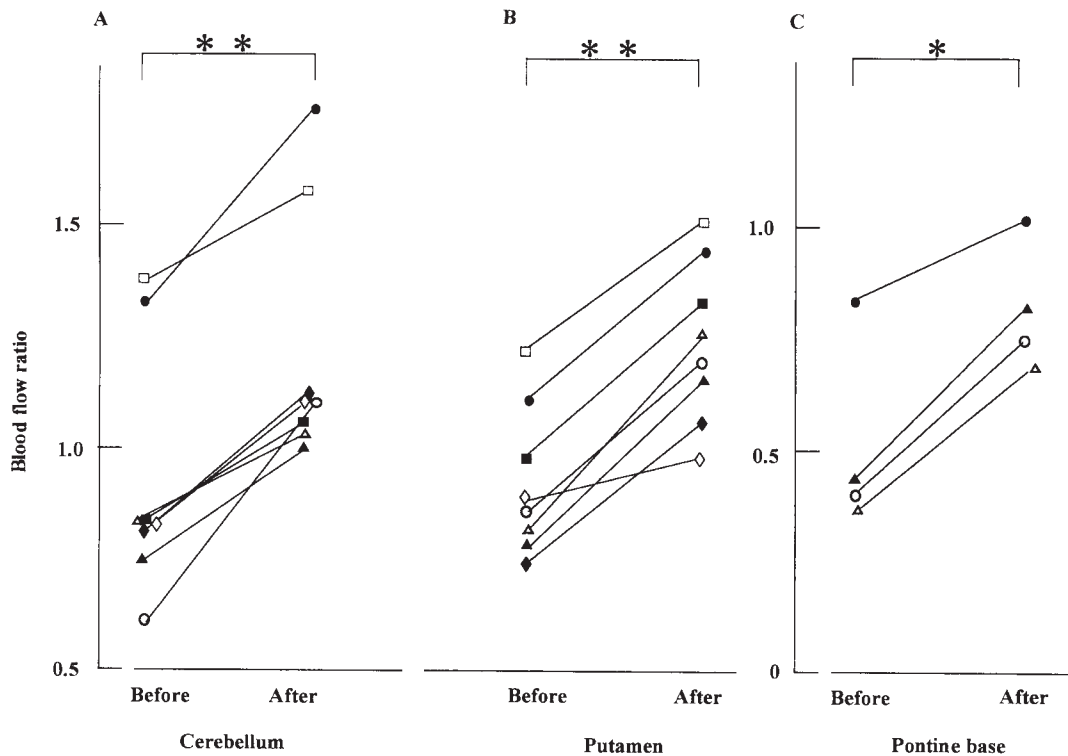 A
B
C
* *
* *
*
1.5
1.0
0.5
1.0
0.5
0
Blood flow ratio
Before
After
Before
After
Before
After
Cerebellum
Putamen
Pontine base